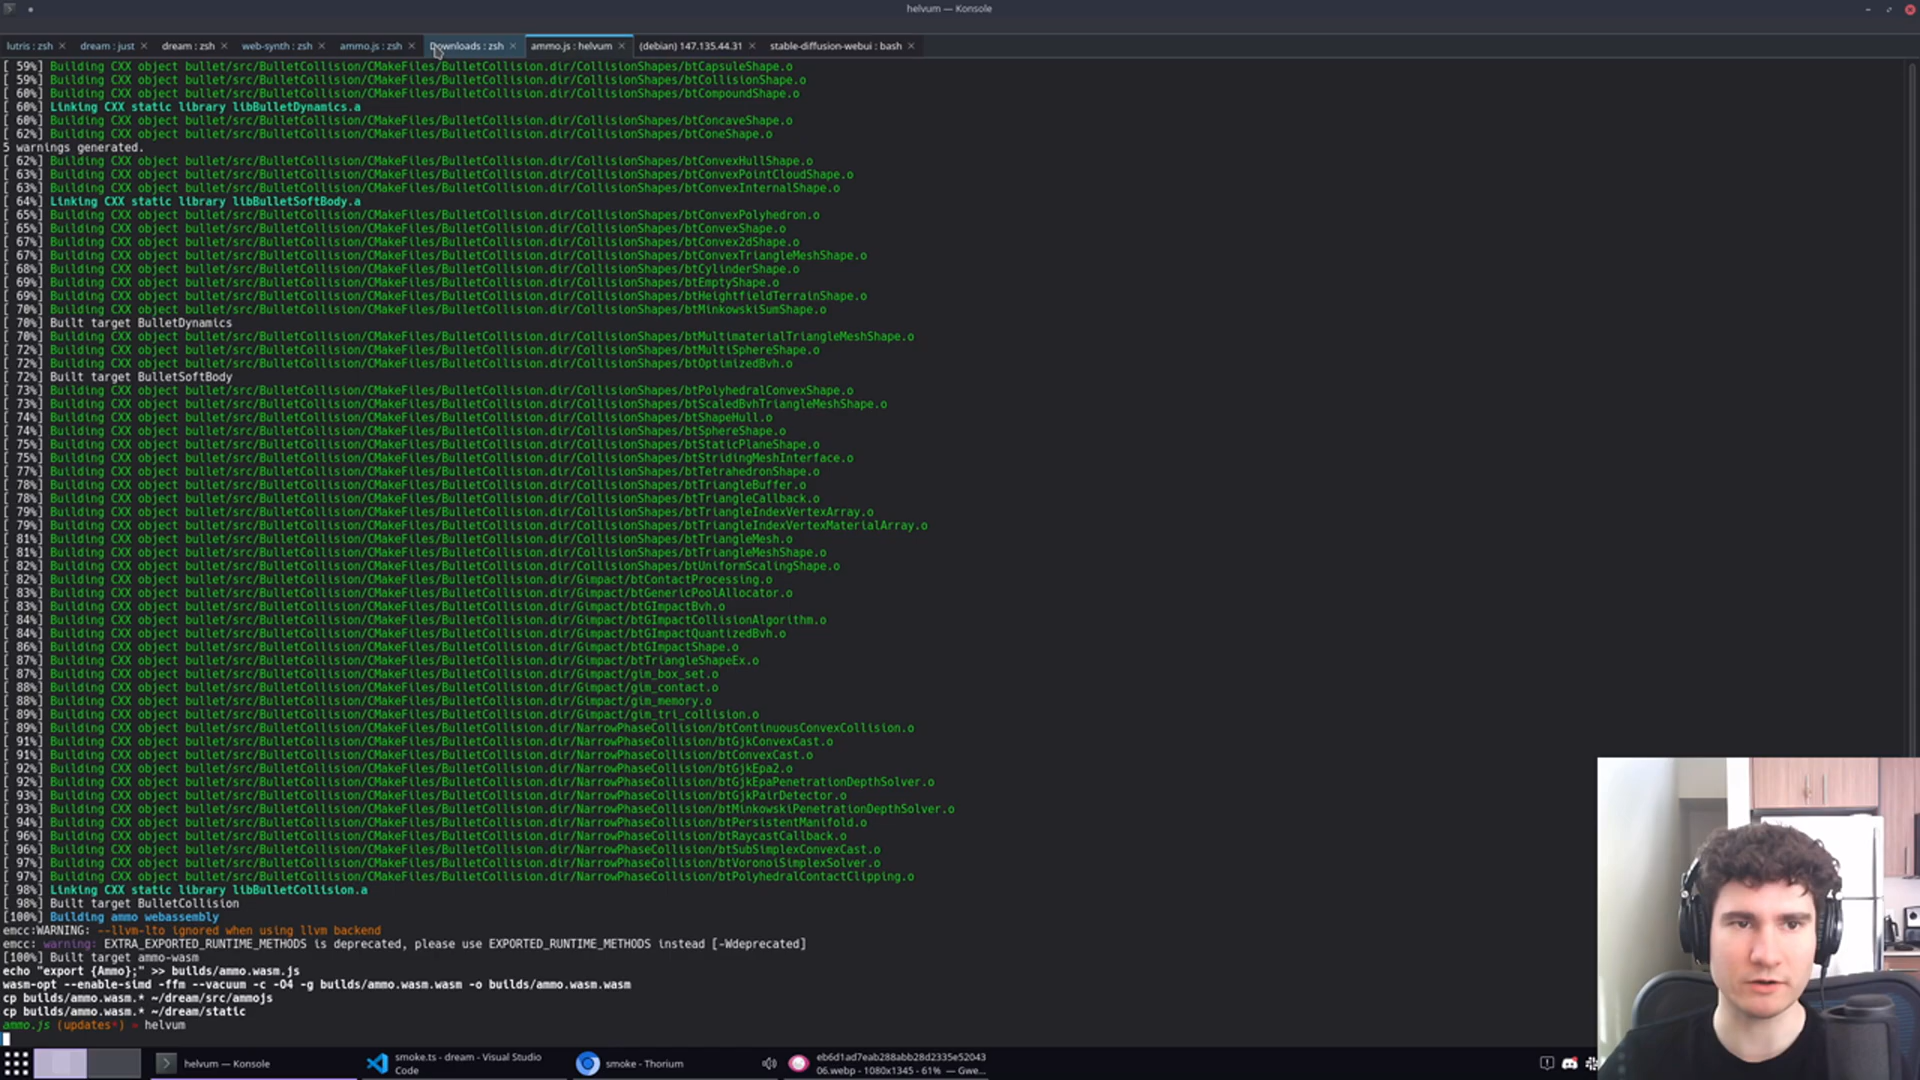 helvum — Konsole
lutris : zsh
dream : just
dream : zsh
web-synth : zsh
ammo.js : zsh
Downloads : zsh
ammo.js : helvum
(debian) 147.135.44.31
stable-diffusion-webui : bash
[ 59%] Building CXX object bullet/src/BulletCollision/CMakeFiles/BulletCollision.dir/CollisionShapes/btCapsuleShape.o
[ 59%] Building CXX object bullet/src/BulletCollision/CMakeFiles/BulletCollision.dir/CollisionShapes/btCollisionShape.o
[ 60%] Building CXX object bullet/src/BulletCollision/CMakeFiles/BulletCollision.dir/CollisionShapes/btCompoundShape.o
[ 60%] Linking CXX static library libBulletDynamics.a
[ 60%] Building CXX object bullet/src/BulletCollision/CMakeFiles/BulletCollision.dir/CollisionShapes/btConcaveShape.o
[ 62%] Building CXX object bullet/src/BulletCollision/CMakeFiles/BulletCollision.dir/CollisionShapes/btConeShape.o
5 warnings generated.
[ 62%] Building CXX object bullet/src/BulletCollision/CMakeFiles/BulletCollision.dir/CollisionShapes/btConvexHullShape.o
[ 63%] Building CXX object bullet/src/BulletCollision/CMakeFiles/BulletCollision.dir/CollisionShapes/btConvexPointCloudShape.o
[ 63%] Building CXX object bullet/src/BulletCollision/CMakeFiles/BulletCollision.dir/CollisionShapes/btConvexInternalShape.o
[ 64%] Linking CXX static library libBulletSoftBody.a
[ 65%] Building CXX object bullet/src/BulletCollision/CMakeFiles/BulletCollision.dir/CollisionShapes/btConvexPolyhedron.o
[ 65%] Building CXX object bullet/src/BulletCollision/CMakeFiles/BulletCollision.dir/CollisionShapes/btConvexShape.o
[ 67%] Building CXX object bullet/src/BulletCollision/CMakeFiles/BulletCollision.dir/CollisionShapes/btConvex2dShape.o
[ 67%] Building CXX object bullet/src/BulletCollision/CMakeFiles/BulletCollision.dir/CollisionShapes/btConvexTriangleMeshShape.o
[ 68%] Building CXX object bullet/src/BulletCollision/CMakeFiles/BulletCollision.dir/CollisionShapes/btCylinderShape.o
[ 69%] Building CXX object bullet/src/BulletCollision/CMakeFiles/BulletCollision.dir/CollisionShapes/btEmptyShape.o
[ 69%] Building CXX object bullet/src/BulletCollision/CMakeFiles/BulletCollision.dir/CollisionShapes/btHeightfieldTerrainShape.o
[ 70%] Building CXX object bullet/src/BulletCollision/CMakeFiles/BulletCollision.dir/CollisionShapes/btMinkowskiSumShape.o
[ 70%] Built target BulletDynamics
[ 70%] Building CXX object bullet/src/BulletCollision/CMakeFiles/BulletCollision.dir/CollisionShapes/btMultimaterialTriangleMeshShape.o
[ 72%] Building CXX object bullet/src/BulletCollision/CMakeFiles/BulletCollision.dir/CollisionShapes/btMultiSphereShape.o
[ 72%] Building CXX object bullet/src/BulletCollision/CMakeFiles/BulletCollision.dir/CollisionShapes/btOptimizedBvh.o
[ 72%] Built target BulletSoftBody
[ 73%] Building CXX object bullet/src/BulletCollision/CMakeFiles/BulletCollision.dir/CollisionShapes/btPolyhedralConvexShape.o
[ 73%] Building CXX object bullet/src/BulletCollision/CMakeFiles/BulletCollision.dir/CollisionShapes/btScaledBvhTriangleMeshShape.o
[ 74%] Building CXX object bullet/src/BulletCollision/CMakeFiles/BulletCollision.dir/CollisionShapes/btShapeHull.o
[ 74%] Building CXX object bullet/src/BulletCollision/CMakeFiles/BulletCollision.dir/CollisionShapes/btSphereShape.o
[ 75%] Building CXX object bullet/src/BulletCollision/CMakeFiles/BulletCollision.dir/CollisionShapes/btStaticPlaneShape.o
[ 75%] Building CXX object bullet/src/BulletCollision/CMakeFiles/BulletCollision.dir/CollisionShapes/btStridingMeshInterface.o
[ 77%] Building CXX object bullet/src/BulletCollision/CMakeFiles/BulletCollision.dir/CollisionShapes/btTetrahedronShape.o
[ 78%] Building CXX object bullet/src/BulletCollision/CMakeFiles/BulletCollision.dir/CollisionShapes/btTriangleBuffer.o
[ 78%] Building CXX object bullet/src/BulletCollision/CMakeFiles/BulletCollision.dir/CollisionShapes/btTriangleCallback.o
[ 79%] Building CXX object bullet/src/BulletCollision/CMakeFiles/BulletCollision.dir/CollisionShapes/btTriangleIndexVertexArray.o
[ 79%] Building CXX object bullet/src/BulletCollision/CMakeFiles/BulletCollision.dir/CollisionShapes/btTriangleIndexVertexMaterialArray.o
[ 81%] Building CXX object bullet/src/BulletCollision/CMakeFiles/BulletCollision.dir/CollisionShapes/btTriangleMesh.o
[ 81%] Building CXX object bullet/src/BulletCollision/CMakeFiles/BulletCollision.dir/CollisionShapes/btTriangleMeshShape.o
[ 82%] Building CXX object bullet/src/BulletCollision/CMakeFiles/BulletCollision.dir/CollisionShapes/btUniformScalingShape.o
[ 82%] Building CXX object bullet/src/BulletCollision/CMakeFiles/BulletCollision.dir/Gimpact/btContactProcessing.o
[ 83%] Building CXX object bullet/src/BulletCollision/CMakeFiles/BulletCollision.dir/Gimpact/btGenericPoolAllocator.o
[ 83%] Building CXX object bullet/src/BulletCollision/CMakeFiles/BulletCollision.dir/Gimpact/btGImpactBvh.o
[ 84%] Building CXX object bullet/src/BulletCollision/CMakeFiles/BulletCollision.dir/Gimpact/btGImpactCollisionAlgorithm.o
[ 84%] Building CXX object bullet/src/BulletCollision/CMakeFiles/BulletCollision.dir/Gimpact/btGImpactQuantizedBvh.o
[ 86%] Building CXX object bullet/src/BulletCollision/CMakeFiles/BulletCollision.dir/Gimpact/btGImpactShape.o
[ 87%] Building CXX object bullet/src/BulletCollision/CMakeFiles/BulletCollision.dir/Gimpact/btTriangleShapeEx.o
[ 87%] Building CXX object bullet/src/BulletCollision/CMakeFiles/BulletCollision.dir/Gimpact/gim_box_set.o
[ 88%] Building CXX object bullet/src/BulletCollision/CMakeFiles/BulletCollision.dir/Gimpact/gim_contact.o
[ 88%] Building CXX object bullet/src/BulletCollision/CMakeFiles/BulletCollision.dir/Gimpact/gim_memory.o
[ 89%] Building CXX object bullet/src/BulletCollision/CMakeFiles/BulletCollision.dir/Gimpact/gim_tri_collision.o
[ 89%] Building CXX object bullet/src/BulletCollision/CMakeFiles/BulletCollision.dir/NarrowPhaseCollision/btContinuousConvexCollision.o
[ 91%] Building CXX object bullet/src/BulletCollision/CMakeFiles/BulletCollision.dir/NarrowPhaseCollision/btGjkConvexCast.o
[ 91%] Building CXX object bullet/src/BulletCollision/CMakeFiles/BulletCollision.dir/NarrowPhaseCollision/btConvexCast.o
[ 92%] Building CXX object bullet/src/BulletCollision/CMakeFiles/BulletCollision.dir/NarrowPhaseCollision/btGjkEpa2.o
[ 92%] Building CXX object bullet/src/BulletCollision/CMakeFiles/BulletCollision.dir/NarrowPhaseCollision/btGjkEpaPenetrationDepthSolver.o
[ 93%] Building CXX object bullet/src/BulletCollision/CMakeFiles/BulletCollision.dir/NarrowPhaseCollision/btGjkPairDetector.o
[ 93%] Building CXX object bullet/src/BulletCollision/CMakeFiles/BulletCollision.dir/NarrowPhaseCollision/btMinkowskiPenetrationDepthSolver.o
[ 94%] Building CXX object bullet/src/BulletCollision/CMakeFiles/BulletCollision.dir/NarrowPhaseCollision/btPersistentManifold.o
[ 96%] Building CXX object bullet/src/BulletCollision/CMakeFiles/BulletCollision.dir/NarrowPhaseCollision/btRaycastCallback.o
[ 96%] Building CXX object bullet/src/BulletCollision/CMakeFiles/BulletCollision.dir/NarrowPhaseCollision/btSubSimplexConvexCast.o
[ 97%] Building CXX object bullet/src/BulletCollision/CMakeFiles/BulletCollision.dir/NarrowPhaseCollision/btVoronoiSimplexSolver.o
[ 97%] Building CXX object bullet/src/BulletCollision/CMakeFiles/BulletCollision.dir/NarrowPhaseCollision/btPolyhedralContactClipping.o
[ 98%] Linking CXX static library libBulletCollision.a
[ 98%] Built target BulletCollision
[100%] Building ammo webassembly
emcc:WARNING: --llvm-lto ignored when using llvm backend
emcc: warning: EXTRA_EXPORTED_RUNTIME_METHODS is deprecated, please use EXPORTED_RUNTIME_METHODS instead [-Wdeprecated]
[100%] Built target ammo-wasm
echo "export {Ammo};" >> builds/ammo.wasm.js
wasm-opt --enable-simd -ffm --vacuum -c -O4 -g builds/ammo.wasm.wasm -o builds/ammo.wasm.wasm
cp builds/ammo.wasm.* ~/dream/src/ammojs
cp builds/ammo.wasm.* ~/dream/static
ammo.js (updates*) » helvum
helvum — Konsole
smoke.ts - dream - Visual Studio
Code
smoke - Thorium
eb6d1ad7eab288abb28d2335e52043
06.webp - 1080x1345 - 61% — Gwe...